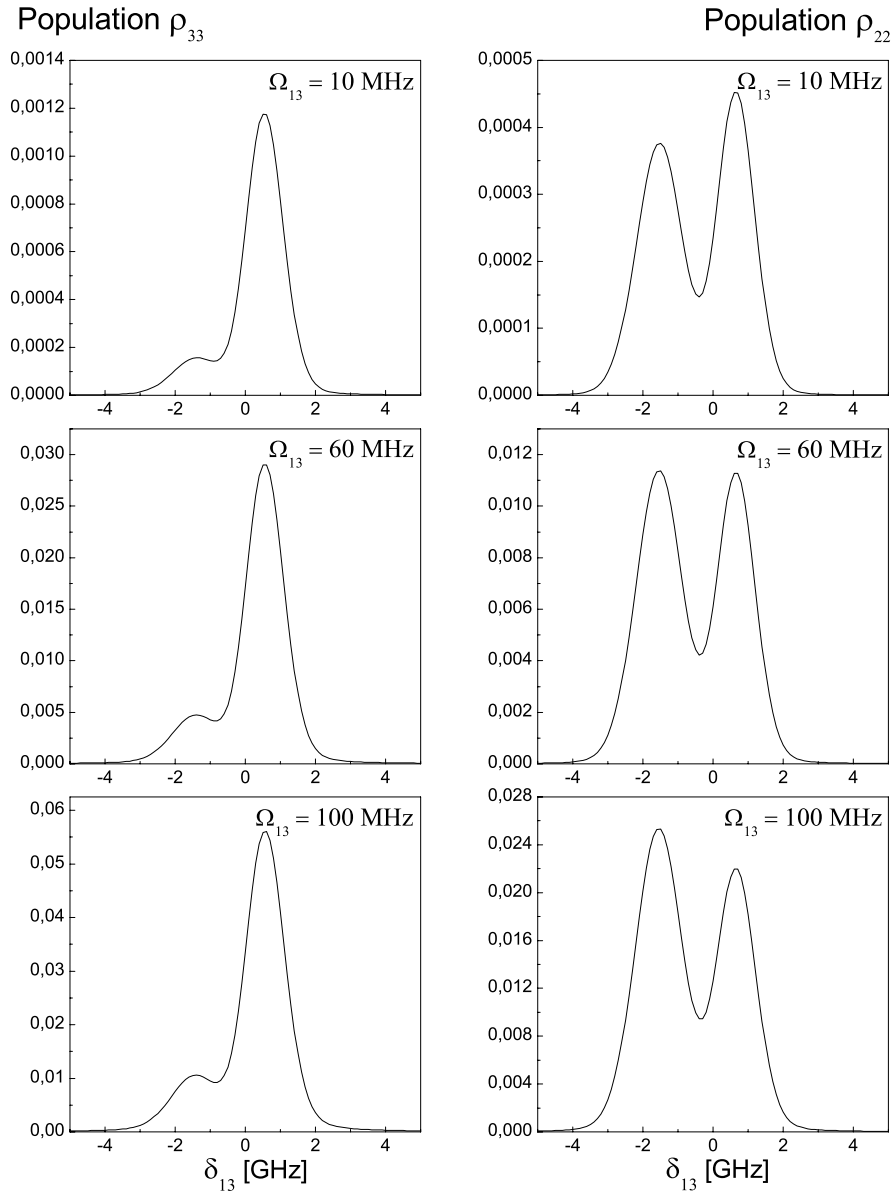 Population ρ₃₃
Population ρ₂₂
Ω₁₃ = 10 MHz
0,0014
0,0012
0,0010
0,0008
0,0006
0,0004
0,0002
0,0000
-4 -2 0 2 4
Ω₁₃ = 10 MHz
0,0005
0,0004
0,0003
0,0002
0,0001
0,0000
-4 -2 0 2 4
Ω₁₃ = 60 MHz
0,030
0,025
0,020
0,015
0,010
0,005
0,000
-4 -2 0 2 4
Ω₁₃ = 60 MHz
0,012
0,010
0,008
0,006
0,004
0,002
0,000
-4 -2 0 2 4
Ω₁₃ = 100 MHz
0,06
0,05
0,04
0,03
0,02
0,01
0,00
-4 -2 0 2 4
δ₁₃ [GHz]
Ω₁₃ = 100 MHz
0,028
0,024
0,020
0,016
0,012
0,008
0,004
0,000
-4 -2 0 2 4
δ₁₃ [GHz]